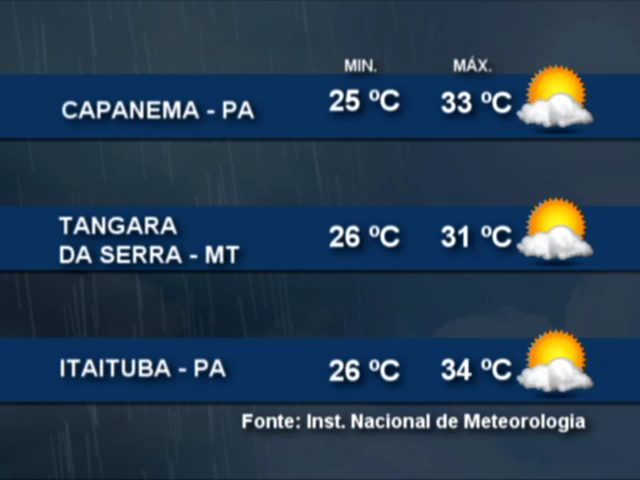 MIN. MÁX.
CAPANEMA - PA 25 ºC 33 ºC
TANGARA
DA SERRA - MT 26 ºC 31 ºC
ITAITUBA - PA 26 ºC 34 ºC
Fonte: Inst. Nacional de Meteorologia